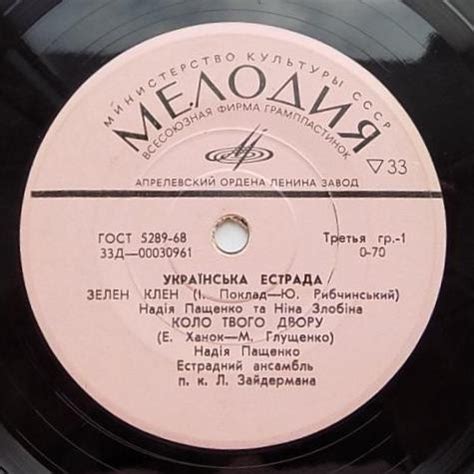 МИНИСТЕРСТВО КУЛЬТУРЫ СССР
МЕЛОДИЯ
ВСЕСОЮЗНАЯ ФИРМА ГРАМПЛАСТИНОК
▽33
АПРЕЛЕВСКИЙ ОРДЕНА ЛЕНИНА ЗАВОД
ГОСТ 5289-68 Третья гр.-1
33Д—00030961 0-70
УКРАЇНСЬКА ЕСТРАДА
ЗЕЛЕН КЛЕН (І. Поклад—Ю. Рибчинський)
Надія Пащенко та Ніна Злобіна
КОЛО ТВОГО ДВОРУ
(Е. Ханок—М. Глущенко)
Надія Пащенко
Естрадний ансамбль
п. к. Л. Зайдермана